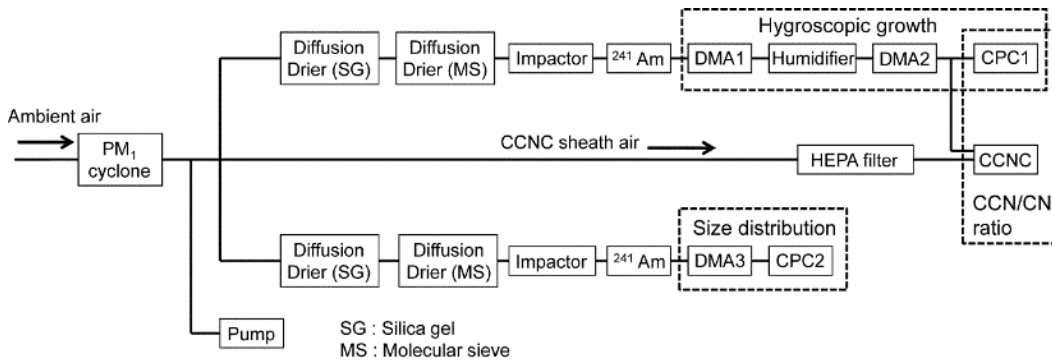 Hygroscopic growth
Diffusion
Drier (SG)
Diffusion
Drier (MS)
Impactor
²⁴¹ Am
DMA1
Humidifier
DMA2
CPC1
Ambient air
PM₁
cyclone
CCNC sheath air
HEPA filter
CCNC
CCN/CN
ratio
Size distribution
Diffusion
Drier (SG)
Diffusion
Drier (MS)
Impactor
²⁴¹ Am
DMA3
CPC2
Pump
SG : Silica gel
MS : Molecular sieve